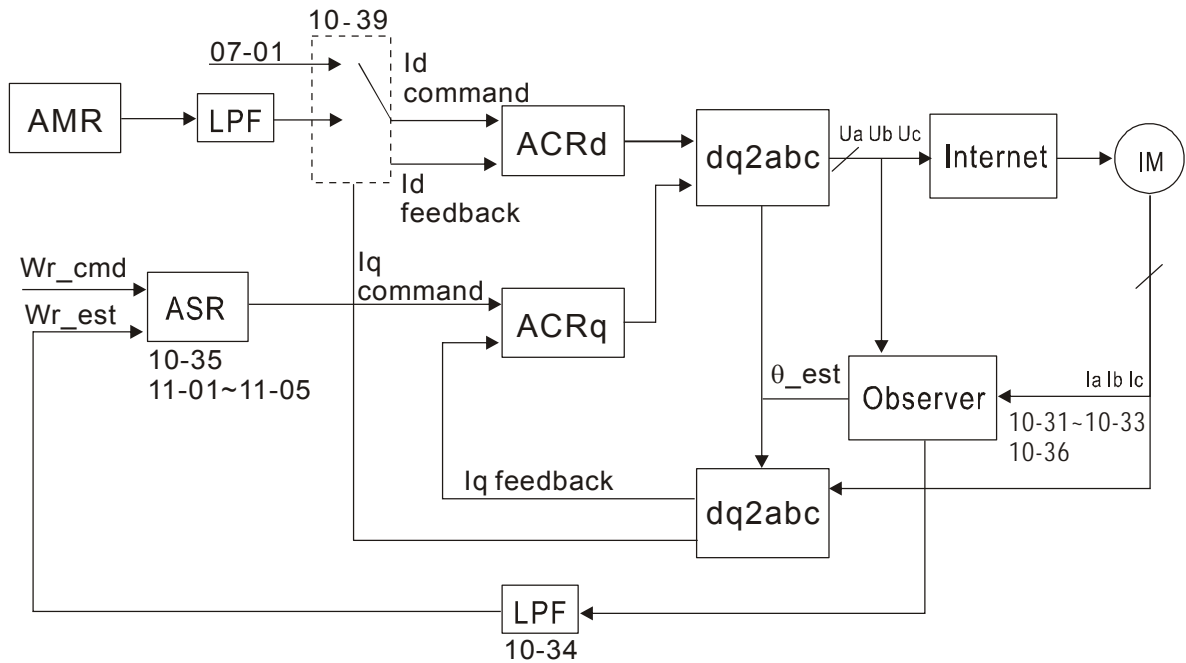 10-39
07-01
Id
command
AMR
LPF
ACRd
dq2abc
Ua Ub Uc
Internet
IM
Id
feedback
Wr_cmd
Iq
command
Wr_est
ASR
ACRq
10-35
11-01~11-05
θ_est
Observer
Ia Ib Ic
10-31~10-33
10-36
Iq feedback
dq2abc
LPF
10-34